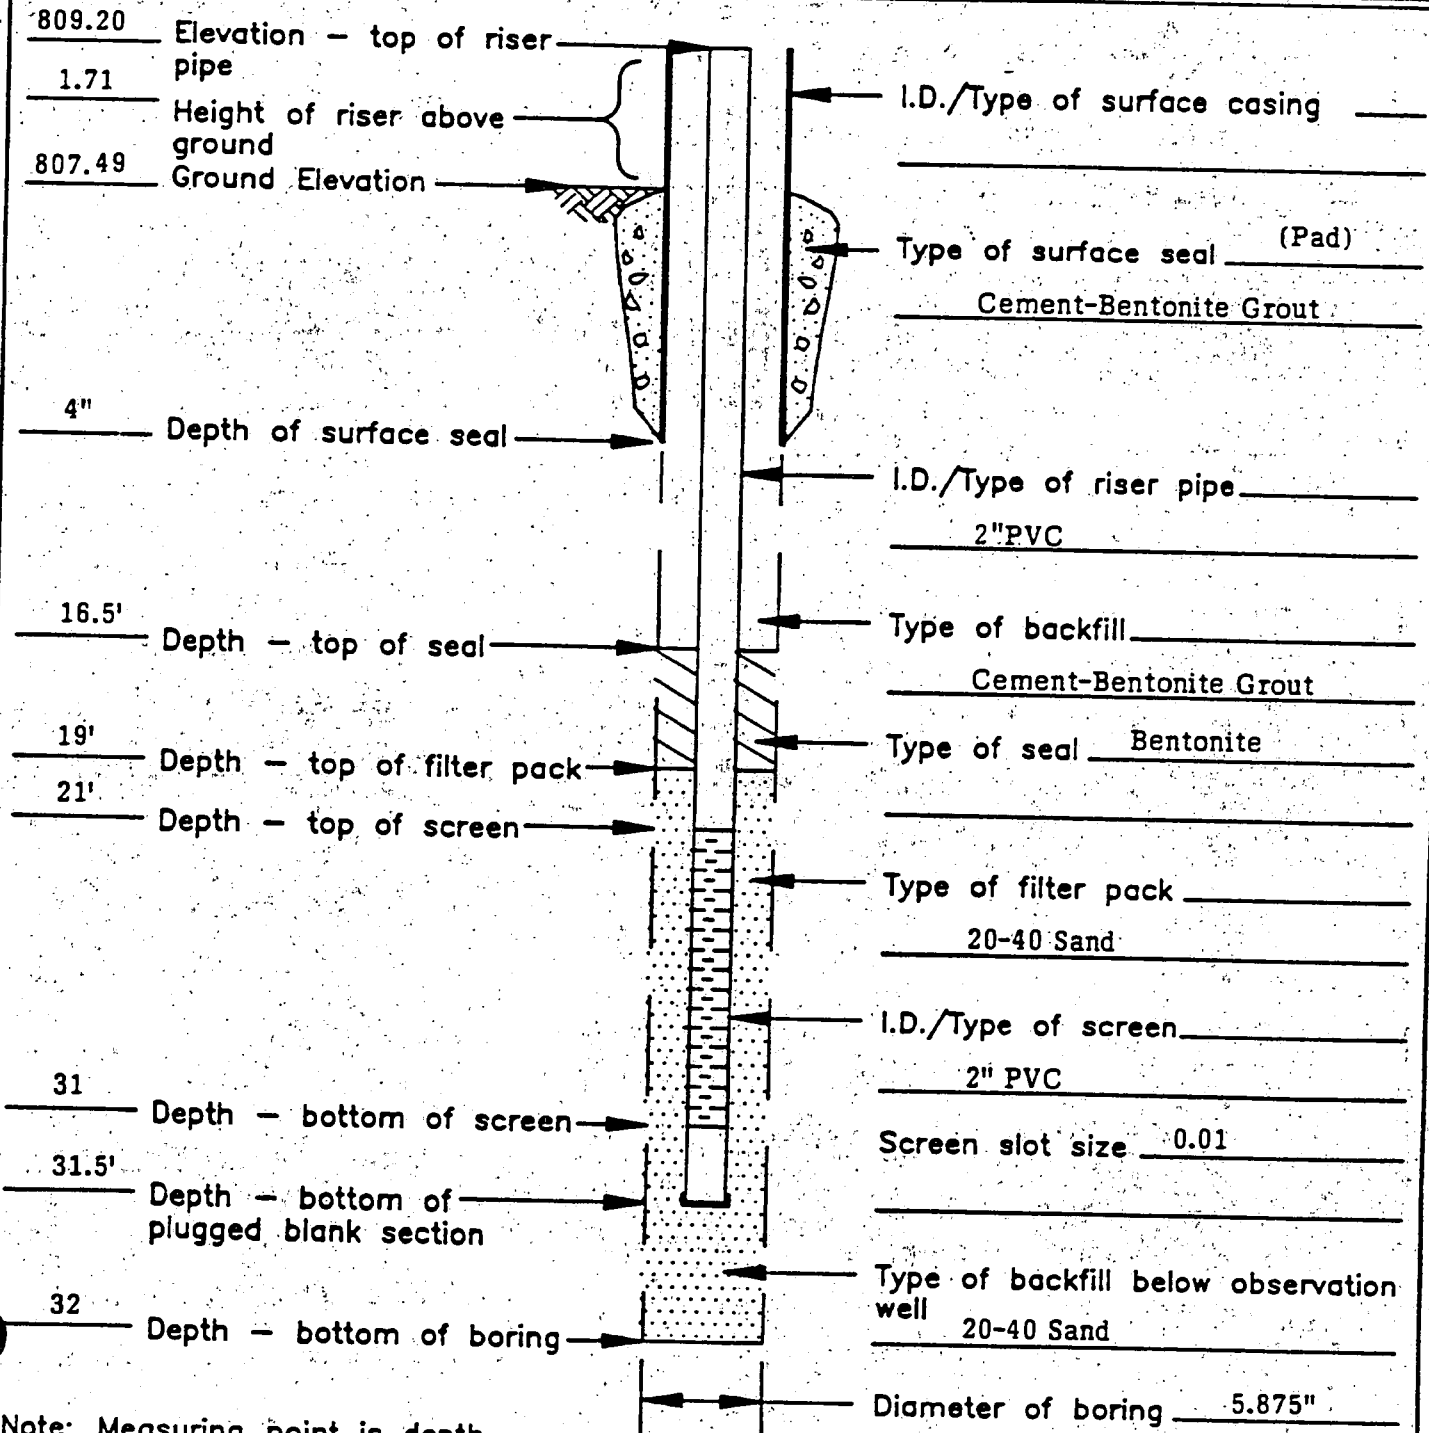 809.20 Elevation - top of riser
pipe
1.71
Height of riser above
ground
807.49 Ground Elevation
I.D./Type of surface casing
Type of surface seal (Pad)
Cement-Bentonite Grout
4" Depth of surface seal
I.D./Type of riser pipe
2"PVC
16.5' Depth - top of seal
Type of backfill
Cement-Bentonite Grout
19' Depth - top of filter pack
Type of seal Bentonite
21' Depth - top of screen
Type of filter pack
20-40 Sand
I.D./Type of screen
2" PVC
31 Depth - bottom of screen
Screen slot size 0.01
31.5' Depth - bottom of
plugged blank section
Type of backfill below observation
well 20-40 Sand
32 Depth - bottom of boring
Diameter of boring 5.875"
Note: Measuring point is depth